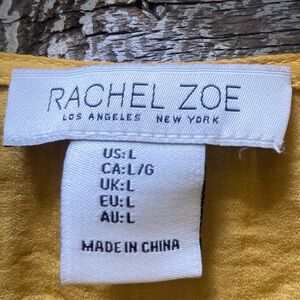 RACHEL ZOE
LOS ANGELES NEW YORK
US:L
CA:L/G
UK:L
EU:L
AU:L
MADE IN CHINA